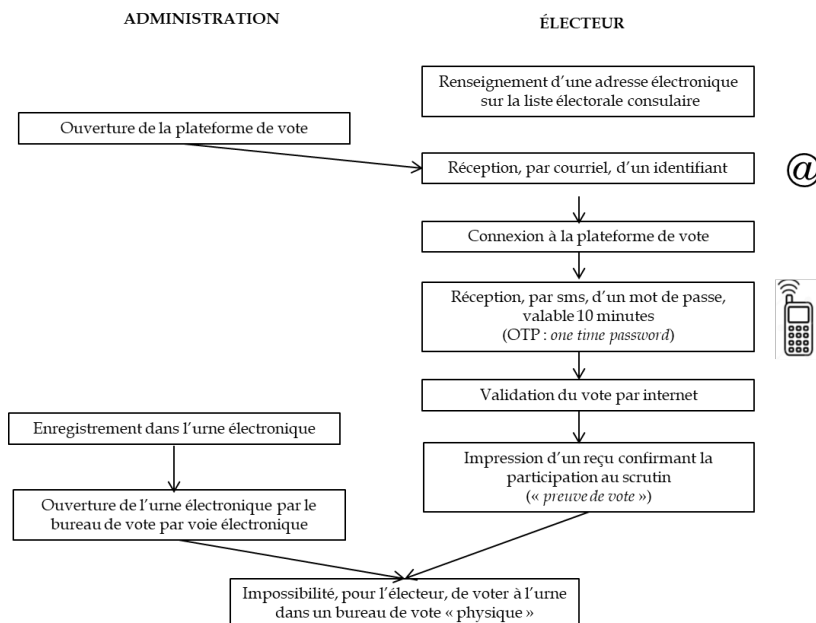 ADMINISTRATION
ÉLECTEUR
Renseignement d'une adresse électronique
sur la liste électorale consulaire
Ouverture de la plateforme de vote
Réception, par courriel, d'un identifiant
@
Connexion à la plateforme de vote
Réception, par sms, d'un mot de passe,
valable 10 minutes
(OTP : one time password)
Validation du vote par internet
Enregistrement dans l'urne électronique
Impression d'un reçu confirmant la
participation au scrutin
(« preuve de vote »)
Ouverture de l'urne électronique par le
bureau de vote par voie électronique
Impossibilité, pour l'électeur, de voter à l'urne
dans un bureau de vote « physique »